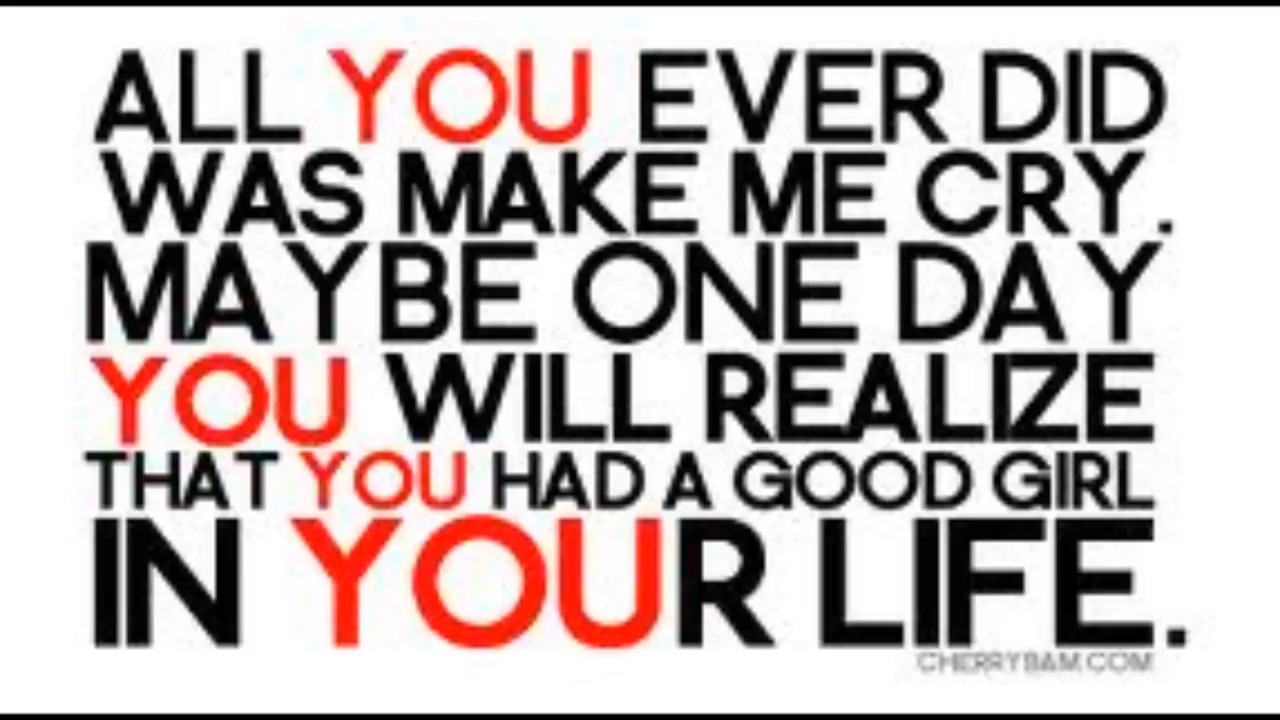 ALL YOU EVER DID
WAS MAKE ME CRY.
MAYBE ONE DAY
YOU WILL REALIZE
THAT YOU HAD A GOOD GIRL
IN YOUR LIFE.
CHERRYBAM.COM